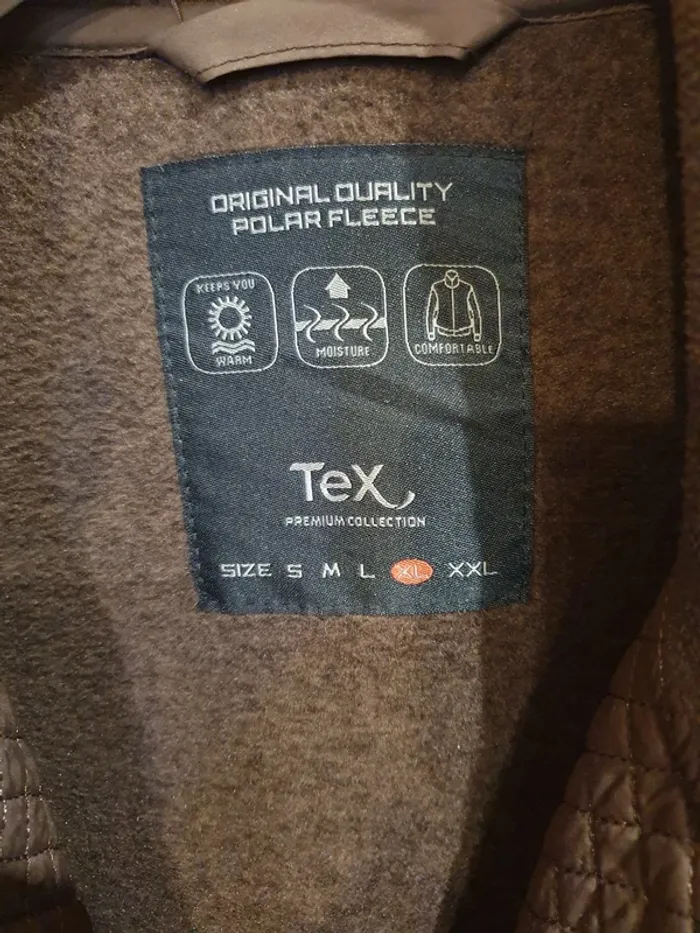 ORIGINAL QUALITY
POLAR FLEECE
KEEPS YOU
WARM
MOISTURE
COMFORTABLE
TeX
PREMIUM COLLECTION
SIZE S M L XL XXL